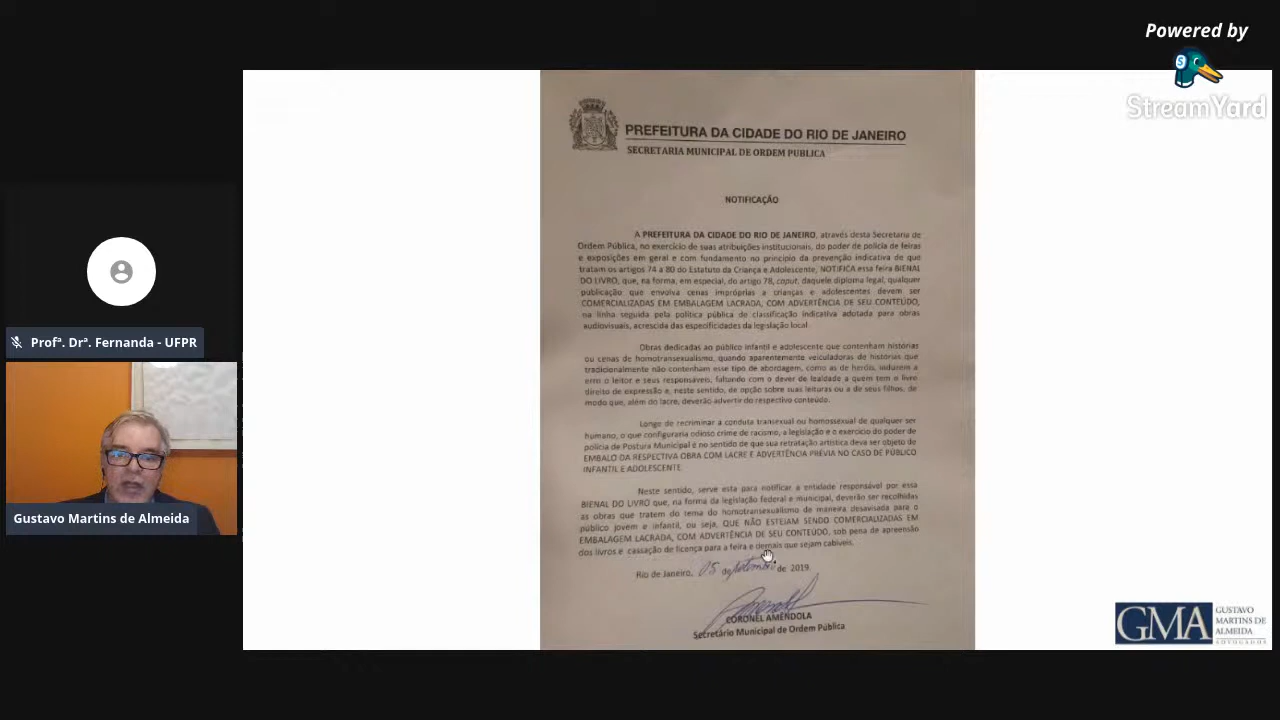 Powered by
StreamYard
PREFEITURA DA CIDADE DO RIO DE JANEIRO
SECRETARIA MUNICIPAL DE ORDEM PUBLICA
NOTIFICAÇÃO
A PREFEITURA DA CIDADE DO RIO DE JANEIRO, através desta Secretaria de
Ordem Pública, no exercício de suas atribuições institucionais, do poder de polícia de feiras
e exposições em geral e com fundamento no princípio da prevenção indicativa de que
tratam os artigos 74 a 80 do Estatuto da Criança e Adolescente, NOTIFICA essa feira BIENAL
DO LIVRO, que, na forma, em especial, do artigo 78, caput, daquele diploma legal, qualquer
publicação que envolva cenas impróprias a crianças e adolescentes devem ser
COMERCIALIZADAS EM EMBALAGEM LACRADA, COM ADVERTÊNCIA DE SEU CONTEÚDO,
na linha seguida pela política pública de classificação indicativa adotada para obras
audiovisuais, acrescida das especificidades da legislação local.
Obras dedicadas ao público infantil e adolescente que contenham histórias
ou cenas de homotransexualismo, quando aparentemente veiculadoras de histórias que
tradicionalmente não contenham esse tipo de abordagem, como as de heróis, induzem a
erro o leitor e seus responsáveis, faltando com o dever de lealdade a quem tem o livre
direito de expressão e, neste sentido, de opção sobre suas leituras ou a de seus filhos, de
modo que, além do lacre, deverão advertir do respectivo conteúdo.
Longe de recriminar a conduta transexual ou homossexual de qualquer ser
humano, o que configuraria odioso crime de racismo, a legislação e o exercício do poder de
polícia de Postura Municipal é no sentido de que sua retratação artística deva ser objeto de
EMBALO DA RESPECTIVA OBRA COM LACRE E ADVERTÊNCIA PRÉVIA NO CASO DE PÚBLICO
INFANTIL E ADOLESCENTE.
Neste sentido, serve esta para notificar a entidade responsável por essa
BIENAL DO LIVRO que, na forma da legislação federal e municipal, deverão ser recolhidas
as obras que tratem do tema do homotransexualismo de maneira desavisada para o
público jovem e infantil, ou seja, QUE NÃO ESTEJAM SENDO COMERCIALIZADAS EM
EMBALAGEM LACRADA, COM ADVERTÊNCIA DE SEU CONTEÚDO, sob pena de apreensão
dos livros e cassação de licença para a feira e demais que sejam cabíveis.
Rio de Janeiro, 05 de setembro de 2019.
CORONEL AMENDOLA
Secretário Municipal de Ordem Pública
Profª. Drª. Fernanda - UFPR
Gustavo Martins de Almeida
GMA
GUSTAVO
MARTINS DE
ALMEIDA
ADVOGADOS